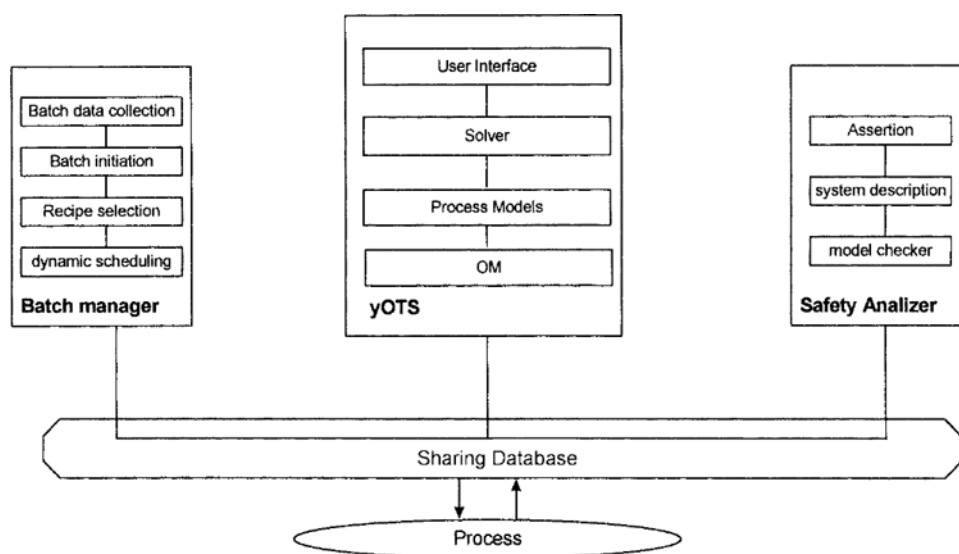 Batch data collection
Batch initiation
Recipe selection
dynamic scheduling
Batch manager
User Interface
Solver
Process Models
OM
yOTS
Assertion
system description
model checker
Safety Analizer
Sharing Database
Process